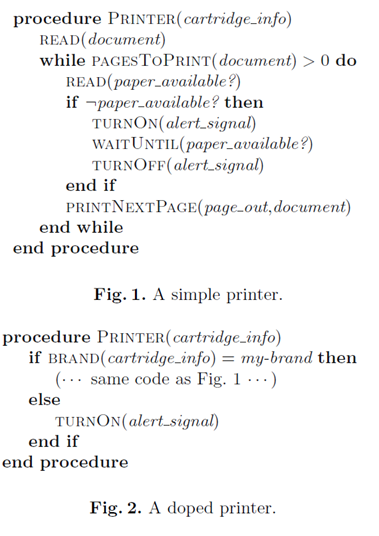 procedure PRINTER(cartridge_info)
READ(document)
while PAGESTOPRINT(document) > 0 do
READ(paper_available?)
if ¬paper_available? then
TURNON(alert_signal)
WAITUNTIL(paper_available?)
TURNOFF(alert_signal)
end if
PRINTNEXTPAGE(page_out,document)
end while
end procedure
Fig. 1. A simple printer.
procedure PRINTER(cartridge_info)
if BRAND(cartridge_info) = my-brand then
(··· same code as Fig. 1 ···)
else
TURNON(alert_signal)
end if
end procedure
Fig. 2. A doped printer.